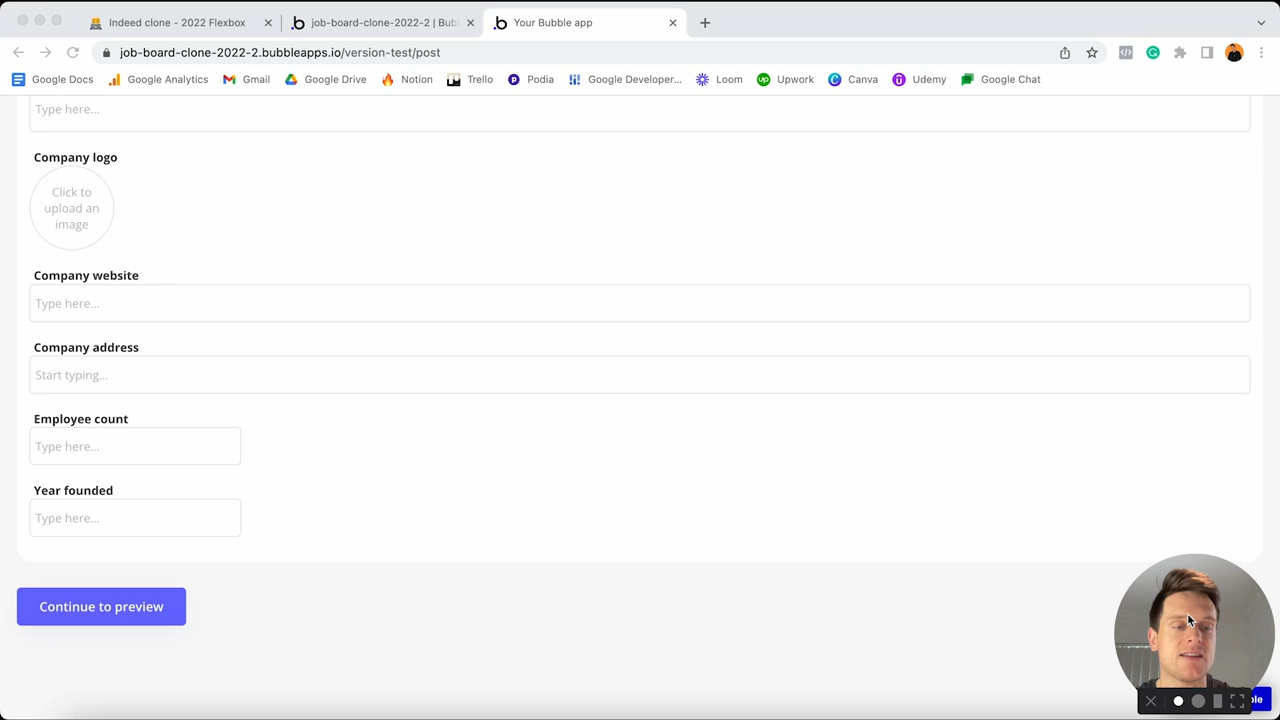 Indeed clone - 2022 Flexbox
job-board-clone-2022-2 | Bub
Your Bubble app
job-board-clone-2022-2.bubbleapps.io/version-test/post
Google Docs
Google Analytics
Gmail
Google Drive
Notion
Trello
Podia
Google Developer...
Loom
Upwork
Canva
Udemy
Google Chat
Type here...
Company logo
Click to
upload an
image
Company website
Type here...
Company address
Start typing...
Employee count
Type here...
Year founded
Type here...
Continue to preview